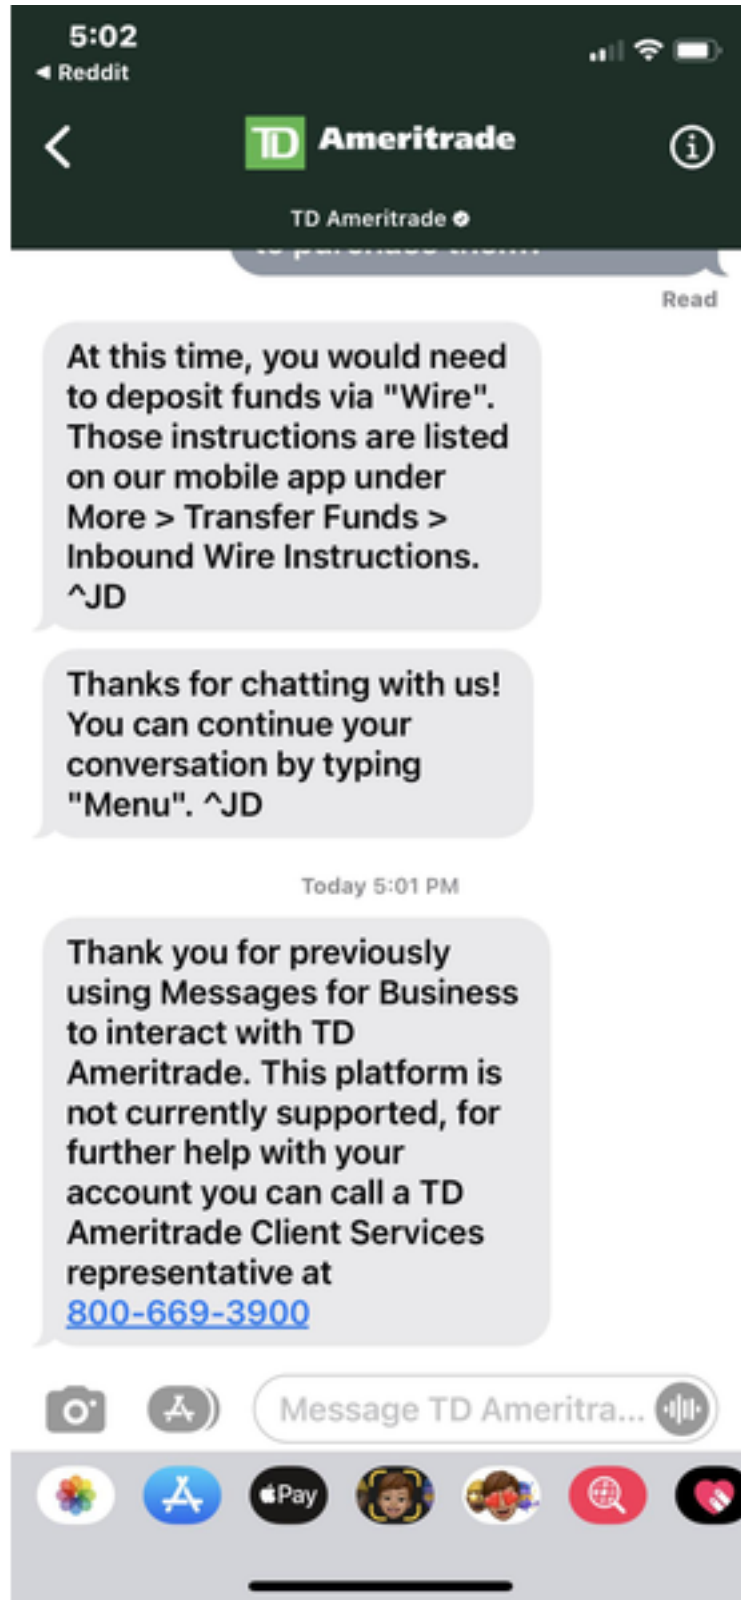 5:02
◀ Reddit
TD Ameritrade
TD Ameritrade
Read
At this time, you would need
to deposit funds via "Wire".
Those instructions are listed
on our mobile app under
More > Transfer Funds >
Inbound Wire Instructions.
^JD
Thanks for chatting with us!
You can continue your
conversation by typing
"Menu". ^JD
Today 5:01 PM
Thank you for previously
using Messages for Business
to interact with TD
Ameritrade. This platform is
not currently supported, for
further help with your
account you can call a TD
Ameritrade Client Services
representative at
800-669-3900
Message TD Ameritra...
Pay